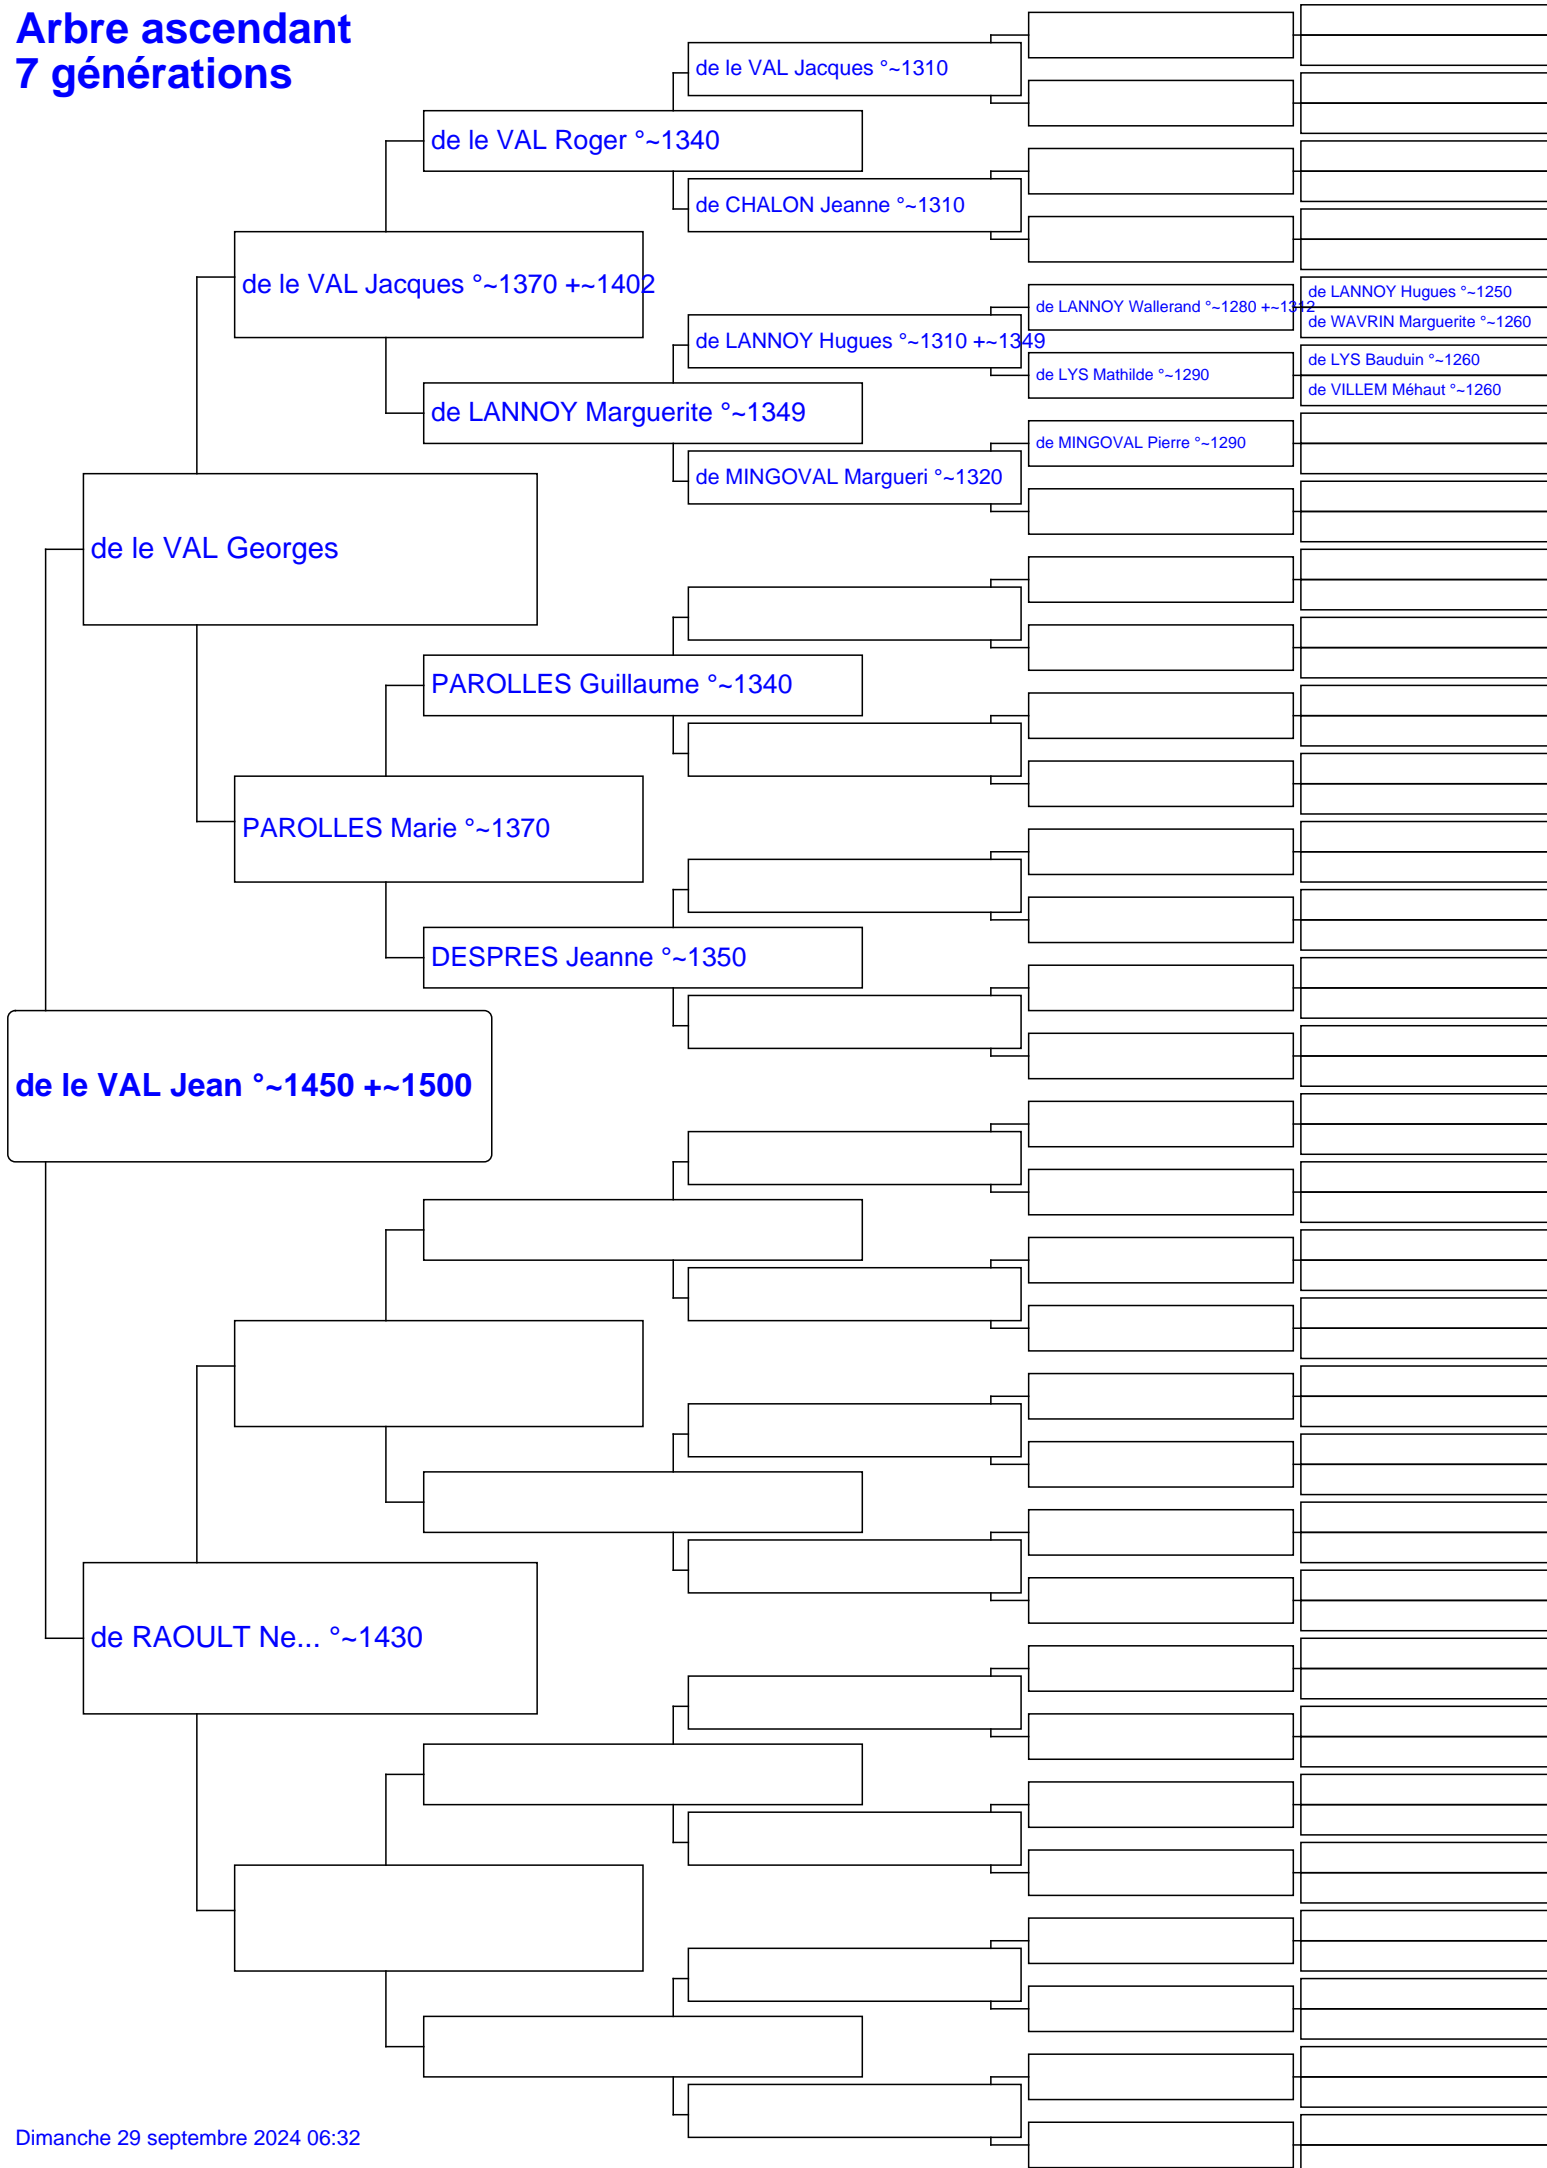 Arbre ascendant
7 générations
de le VAL Jacques °~1310
de le VAL Roger °~1340
de CHALON Jeanne °~1310
de le VAL Jacques °~1370 +~1402
de LANNOY Hugues °~1250
de LANNOY Wallerand °~1280 +~1312
de WAVRIN Marguerite °~1260
de LANNOY Hugues °~1310 +~1349
de LYS Bauduin °~1260
de LYS Mathilde °~1290
de VILLEM Méhaut °~1260
de LANNOY Marguerite °~1349
de MINGOVAL Pierre °~1290
de MINGOVAL Margueri °~1320
de le VAL Georges
PAROLLES Guillaume °~1340
PAROLLES Marie °~1370
DESPRES Jeanne °~1350
de le VAL Jean °~1450 +~1500
de RAOULT Ne... °~1430
Dimanche 29 septembre 2024 06:32